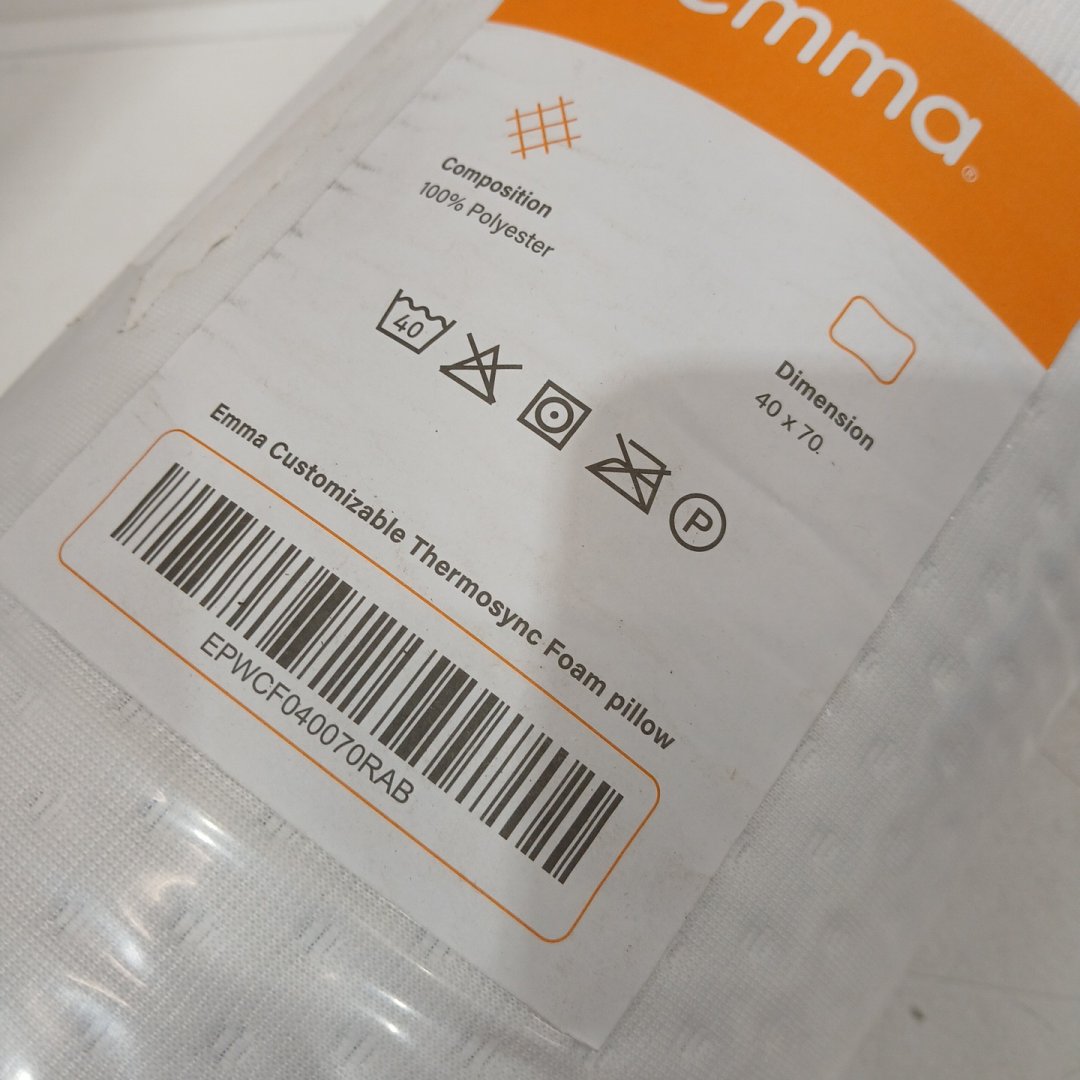 emma®
Composition
100% Polyester
Dimension
40 x 70.
40
P
Emma Customizable Thermosync Foam pillow
EPWCF040070RAB